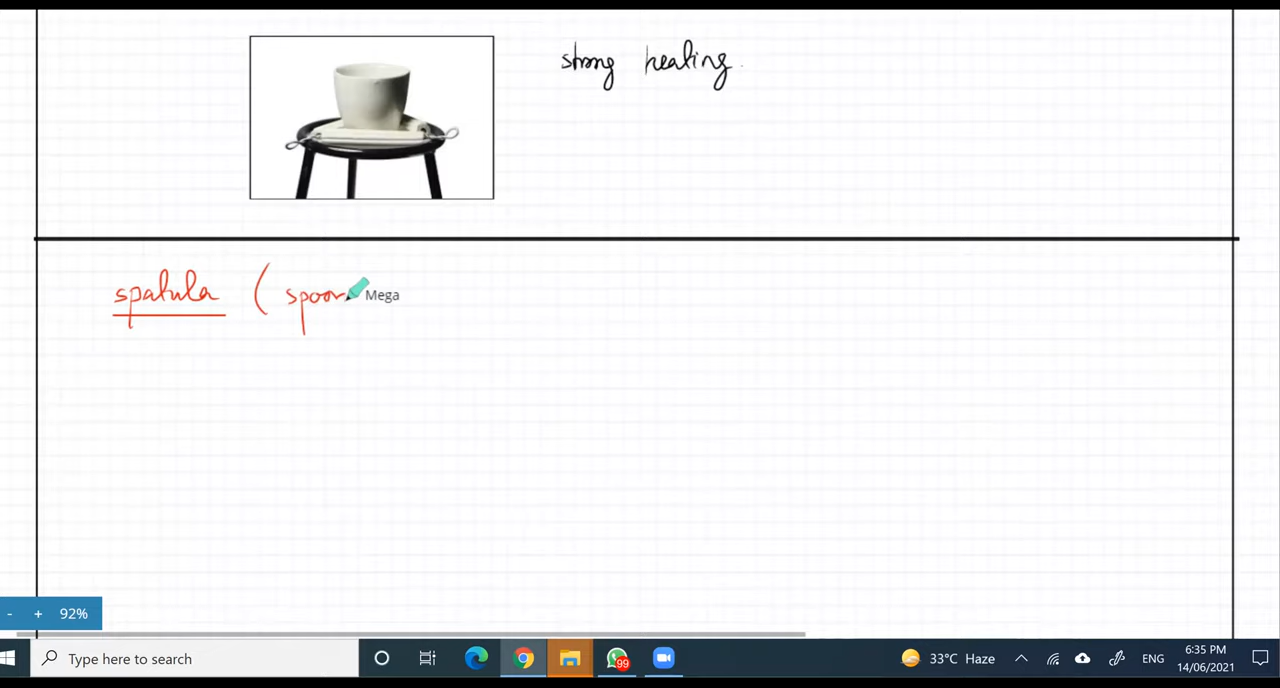 strong heating.
spatula ( spoon
Mega
- + 92%
Type here to search
99
33°C Haze
ENG
6:35 PM
14/06/2021